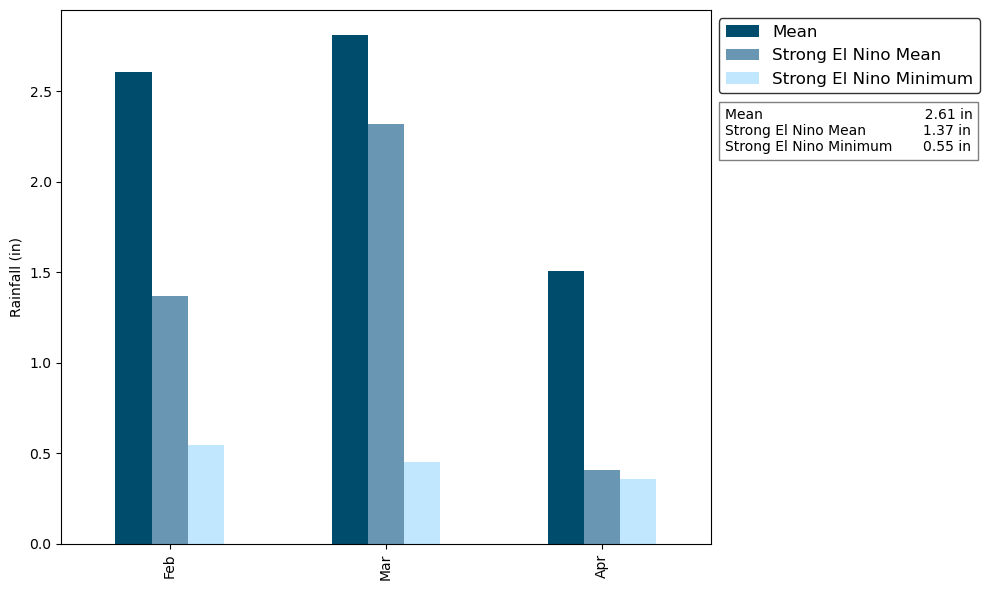 Mean
Strong El Nino Mean
Strong El Nino Minimum
Mean 2.61 in
Strong El Nino Mean 1.37 in
Strong El Nino Minimum 0.55 in
Rainfall (in)
2.5
2.0
1.5
1.0
0.5
0.0
Feb
Mar
Apr